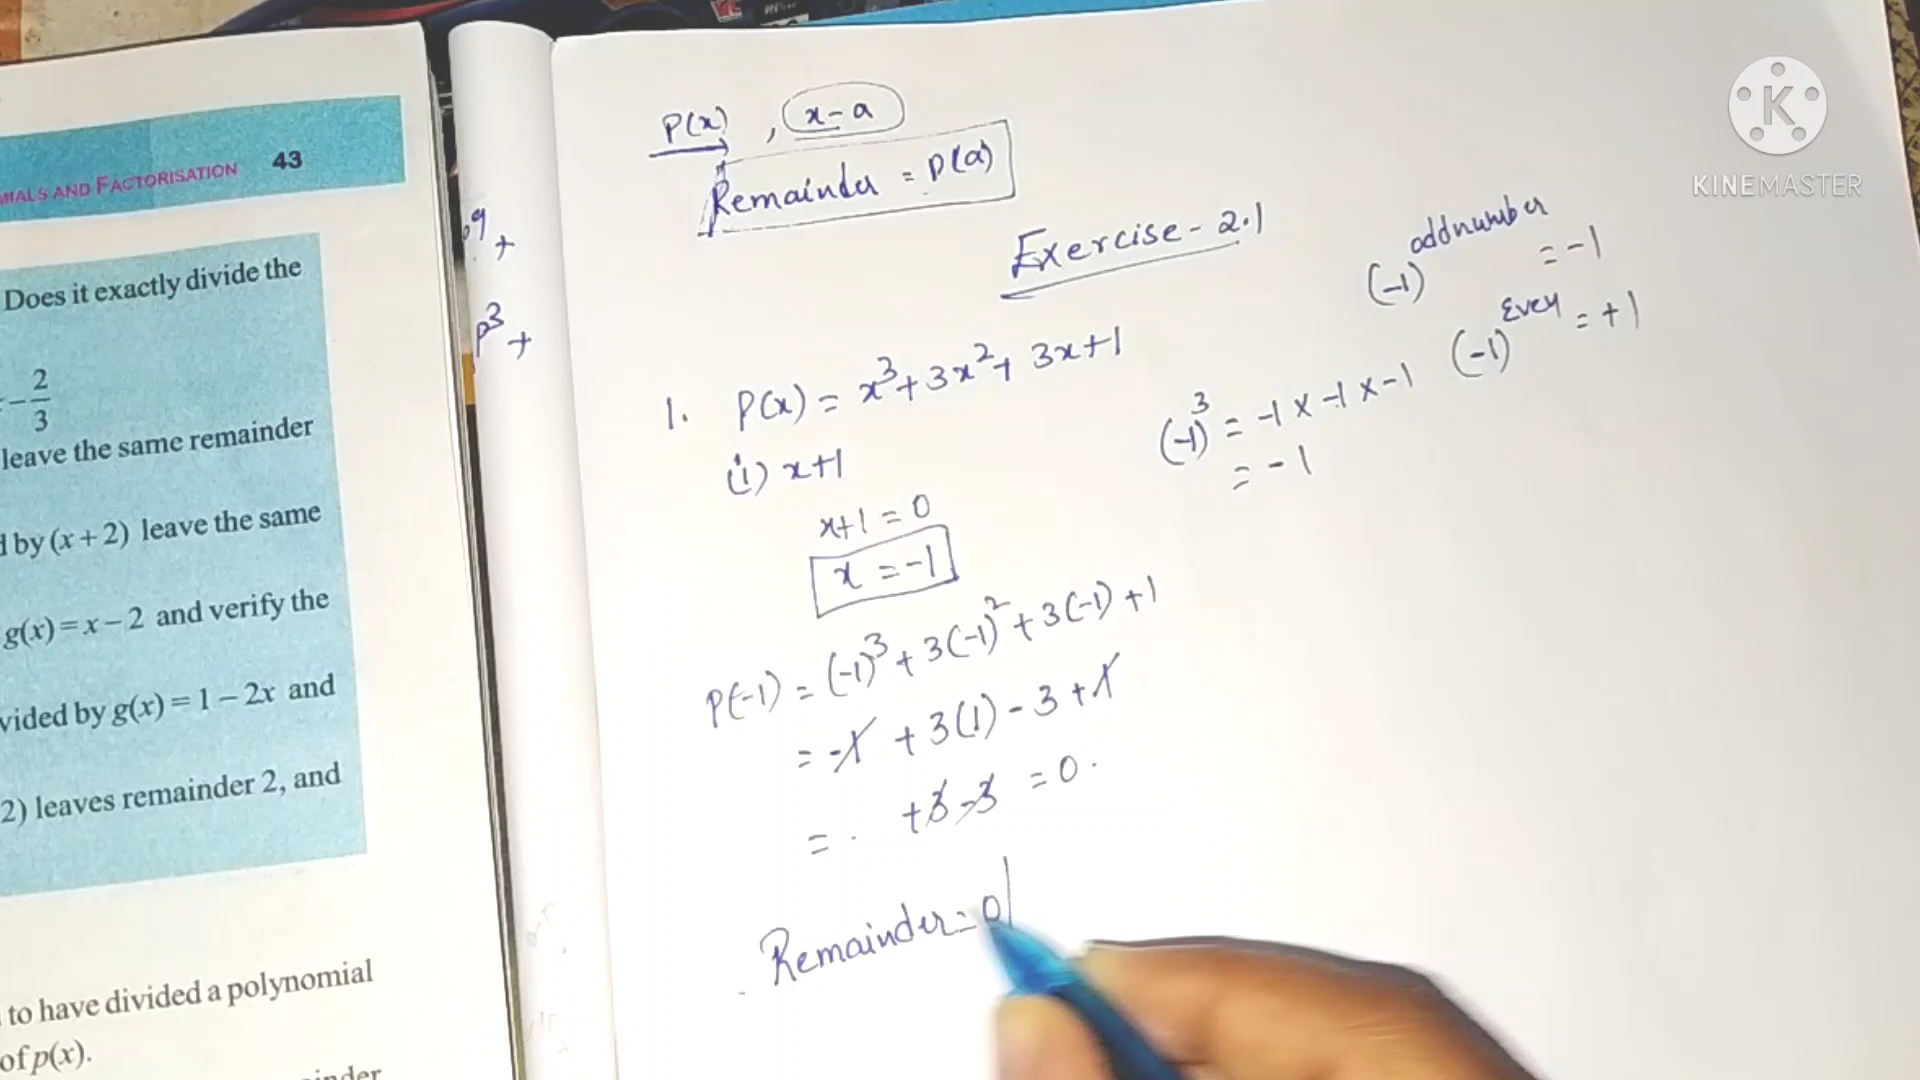 MIALS AND FACTORISATION 43
Does it exactly divide the
- 2/3
leave the same remainder
by (x + 2) leave the same
g(x) = x – 2 and verify the
vided by g(x) = 1 – 2x and
2) leaves remainder 2, and
to have divided a polynomial
of p(x).
inder
9 +
p³ +
P(x) , x-a
Remainder = P(a)
Exercise - 2.1
(-1)^oddnumber = -1
(-1)^Even = +1
1. P(x) = x³+3x²+ 3x+1
(-1)³ = -1 x -1 x -1
= -1
(i) x+1
x+1 = 0
x = -1
P(-1) = (-1)³ + 3(-1)² + 3(-1) +1
= -1 + 3(1) - 3 + 1
= . +3 -3 = 0.
Remainder = 0
KINEMASTER